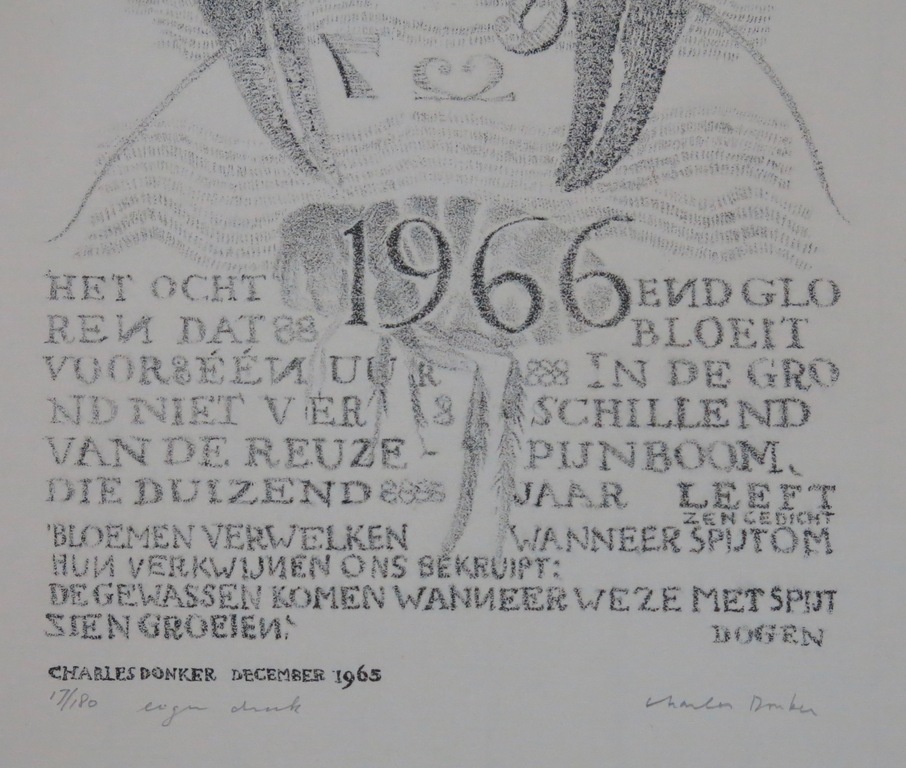 7 2 9
1966
HET OCHT END GLO
REN DAT BLOEIT
VOOR ÉÉN UUR IN DE GRO
ND NIET VER SCHILLEND
VAN DE REUZE- PIJNBOOM,
DIE DUIZEND JAAR LEEFT
ZEN GEDICHT
'BLOEMEN VERWELKEN WANNEER SPIJT OM
HUN VERKWIJNEN ONS BEKRUIPT:
DE GEWASSEN KOMEN WANNEER WE ZE MET SPIJT
ZIEN GROEIEN'
DOGEN
CHARLES DONKER DECEMBER 1965
17/180 eigen druk Charles Donker